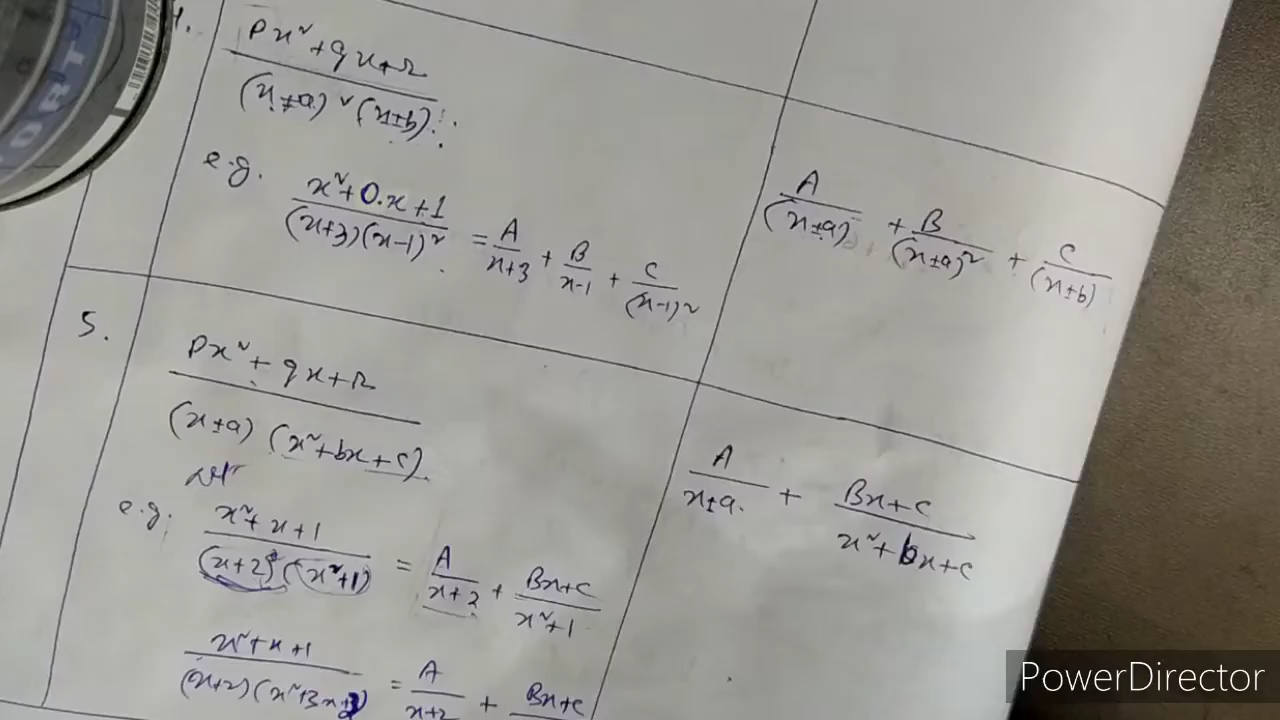 4.
px²+qx+r
(x±a)²(x±b)
e.g. x²+0.x+1 / (x+3)(x-1)² = A/x+3 + B/x-1 + C/(x-1)²
A/(x±a) + B/(x±a)² + C/(x±b)
5.
px²+qx+r
(x±a) (x²+bx+c)
e.g. x²+x+1 / (x+2)(x²+1) = A/x+2 + Bx+C/x²+1
A/x±a. + Bx+C/x²+bx+c
x²+x+1 / (x+2)(x²+3x+3) = A/x+2 + Bx+C
PowerDirector